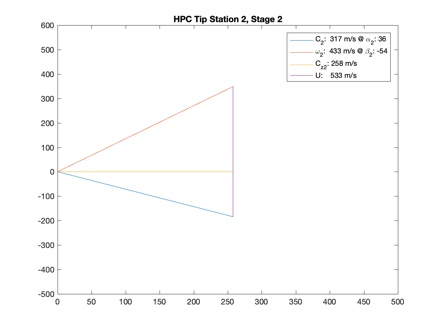 HPC Tip Station 2, Stage 2
600
500
400
300
200
100
0
-100
-200
-300
-400
-500
0 50 100 150 200 250 300 350 400 450 500
C₂: 317 m/s @ α₂: 36
ω₂: 433 m/s @ β₂: -54
C_z2: 258 m/s
U: 533 m/s